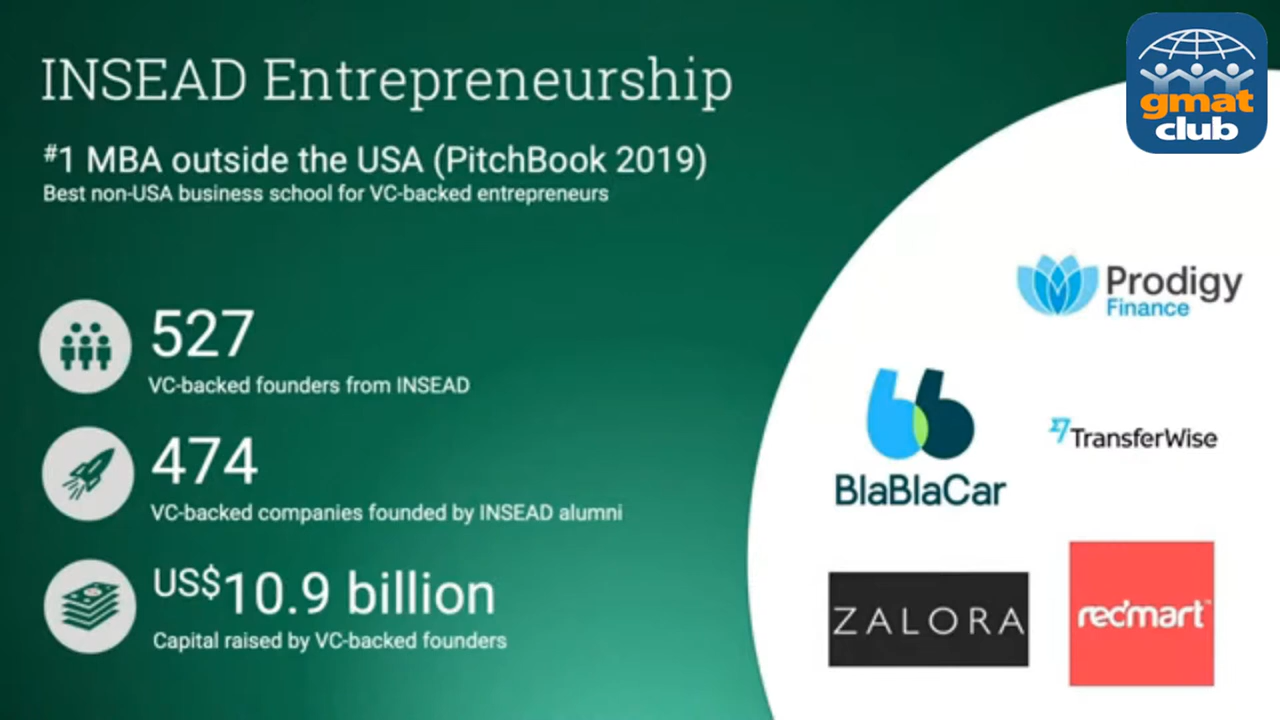 INSEAD Entrepreneurship
#1 MBA outside the USA (PitchBook 2019)
Best non-USA business school for VC-backed entrepreneurs
527
VC-backed founders from INSEAD
474
VC-backed companies founded by INSEAD alumni
US$10.9 billion
Capital raised by VC-backed founders
gmat
club
Prodigy
Finance
BlaBlaCar
TransferWise
ZALORA
redmart™